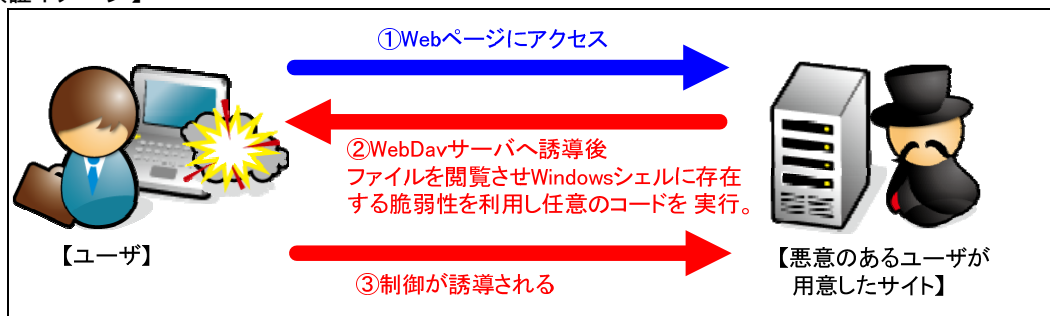 ①Webページにアクセス
②WebDavサーバへ誘導後
ファイルを閲覧させWindowsシェルに存在
する脆弱性を利用し任意のコードを 実行。
【ユーザ】
【悪意のあるユーザが
用意したサイト】
③制御が誘導される